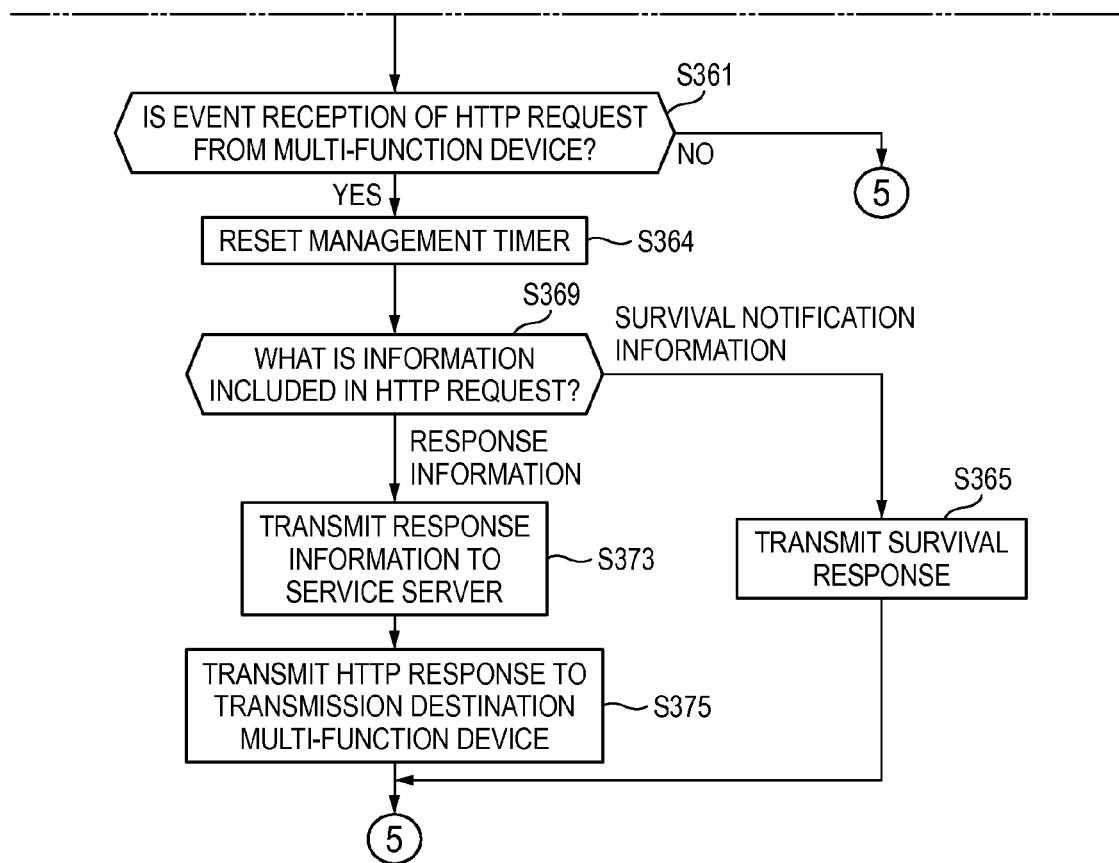 S361
IS EVENT RECEPTION OF HTTP REQUEST
FROM MULTI-FUNCTION DEVICE?
NO
5
YES
RESET MANAGEMENT TIMER
S364
S369
SURVIVAL NOTIFICATION
INFORMATION
WHAT IS INFORMATION
INCLUDED IN HTTP REQUEST?
RESPONSE
INFORMATION
S365
TRANSMIT RESPONSE
INFORMATION TO
SERVICE SERVER
S373
TRANSMIT SURVIVAL
RESPONSE
TRANSMIT HTTP RESPONSE TO
TRANSMISSION DESTINATION
MULTI-FUNCTION DEVICE
S375
5